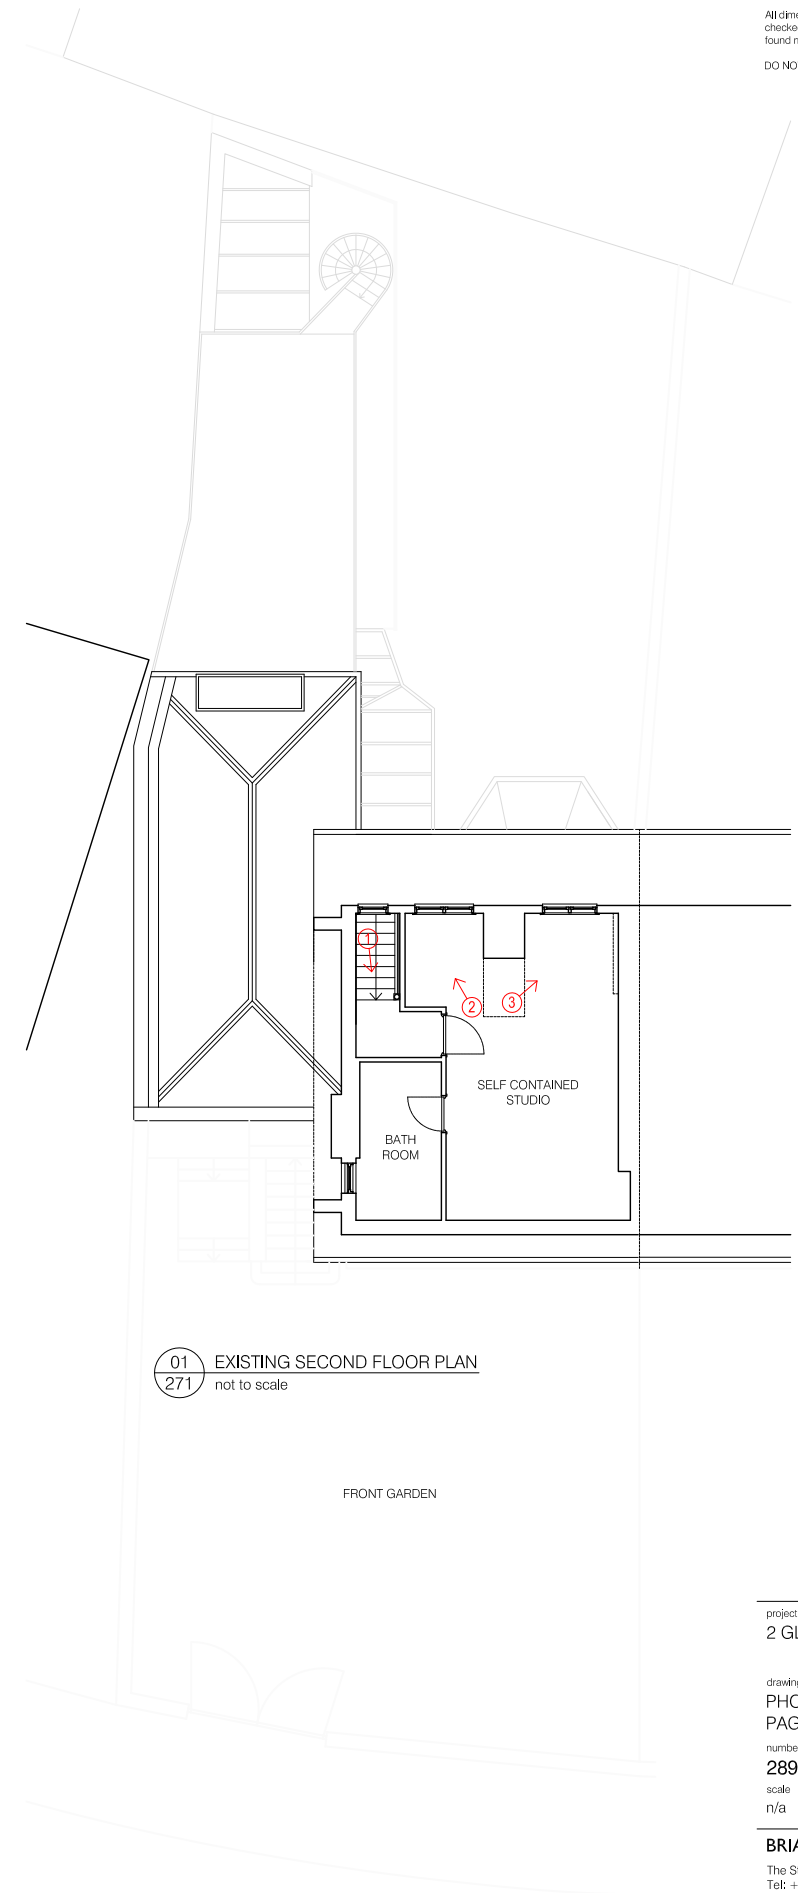 All
checke
found
DO NO
1
2
3
SELF CONTAINED
STUDIO
BATH
ROOM
01
271
EXISTING SECOND FLOOR PLAN
not to scale
FRONT GARDEN
project
2 GL
drawing
PHO
PAG
numbe
289
scale
n/a
BRIA
The S
Tel: +